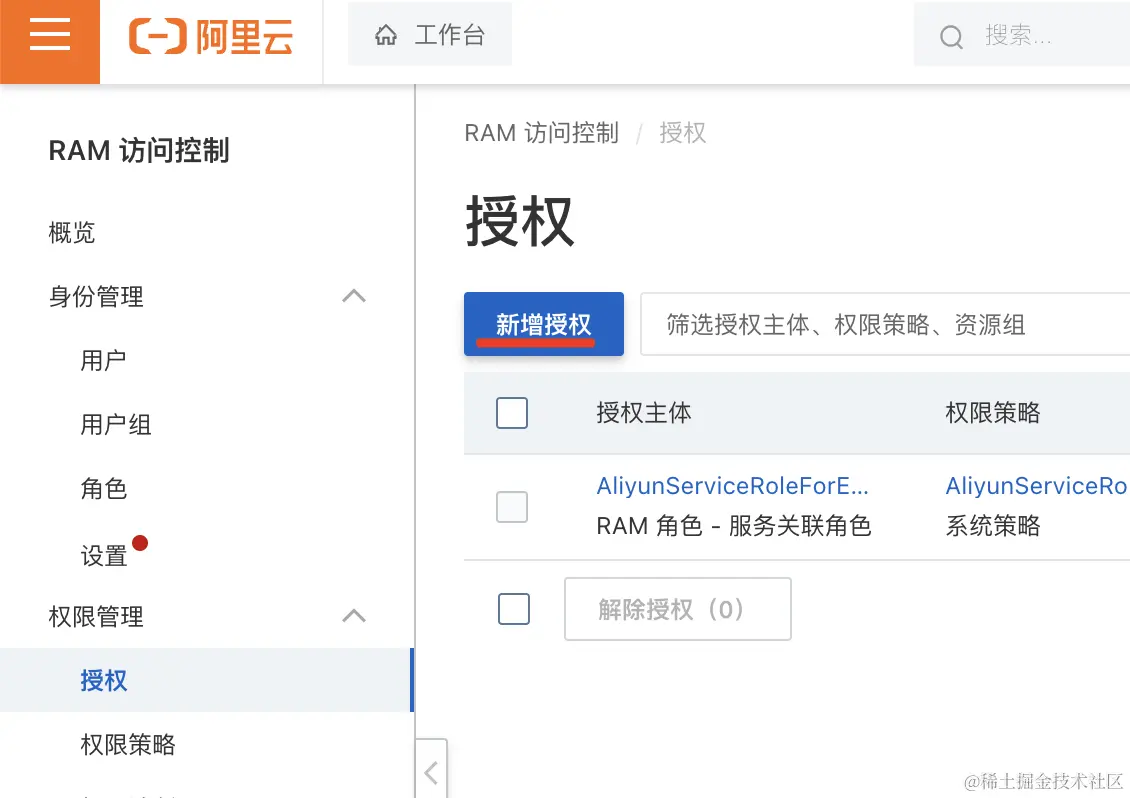 阿里云
工作台
搜索...
RAM 访问控制
概览
身份管理
用户
用户组
角色
设置
权限管理
授权
权限策略
RAM 访问控制 / 授权
授权
新增授权
筛选授权主体、权限策略、资源组
授权主体
权限策略
AliyunServiceRoleForE...
AliyunServiceRo
RAM 角色 - 服务关联角色
系统策略
解除授权（0）
@稀土掘金技术社区